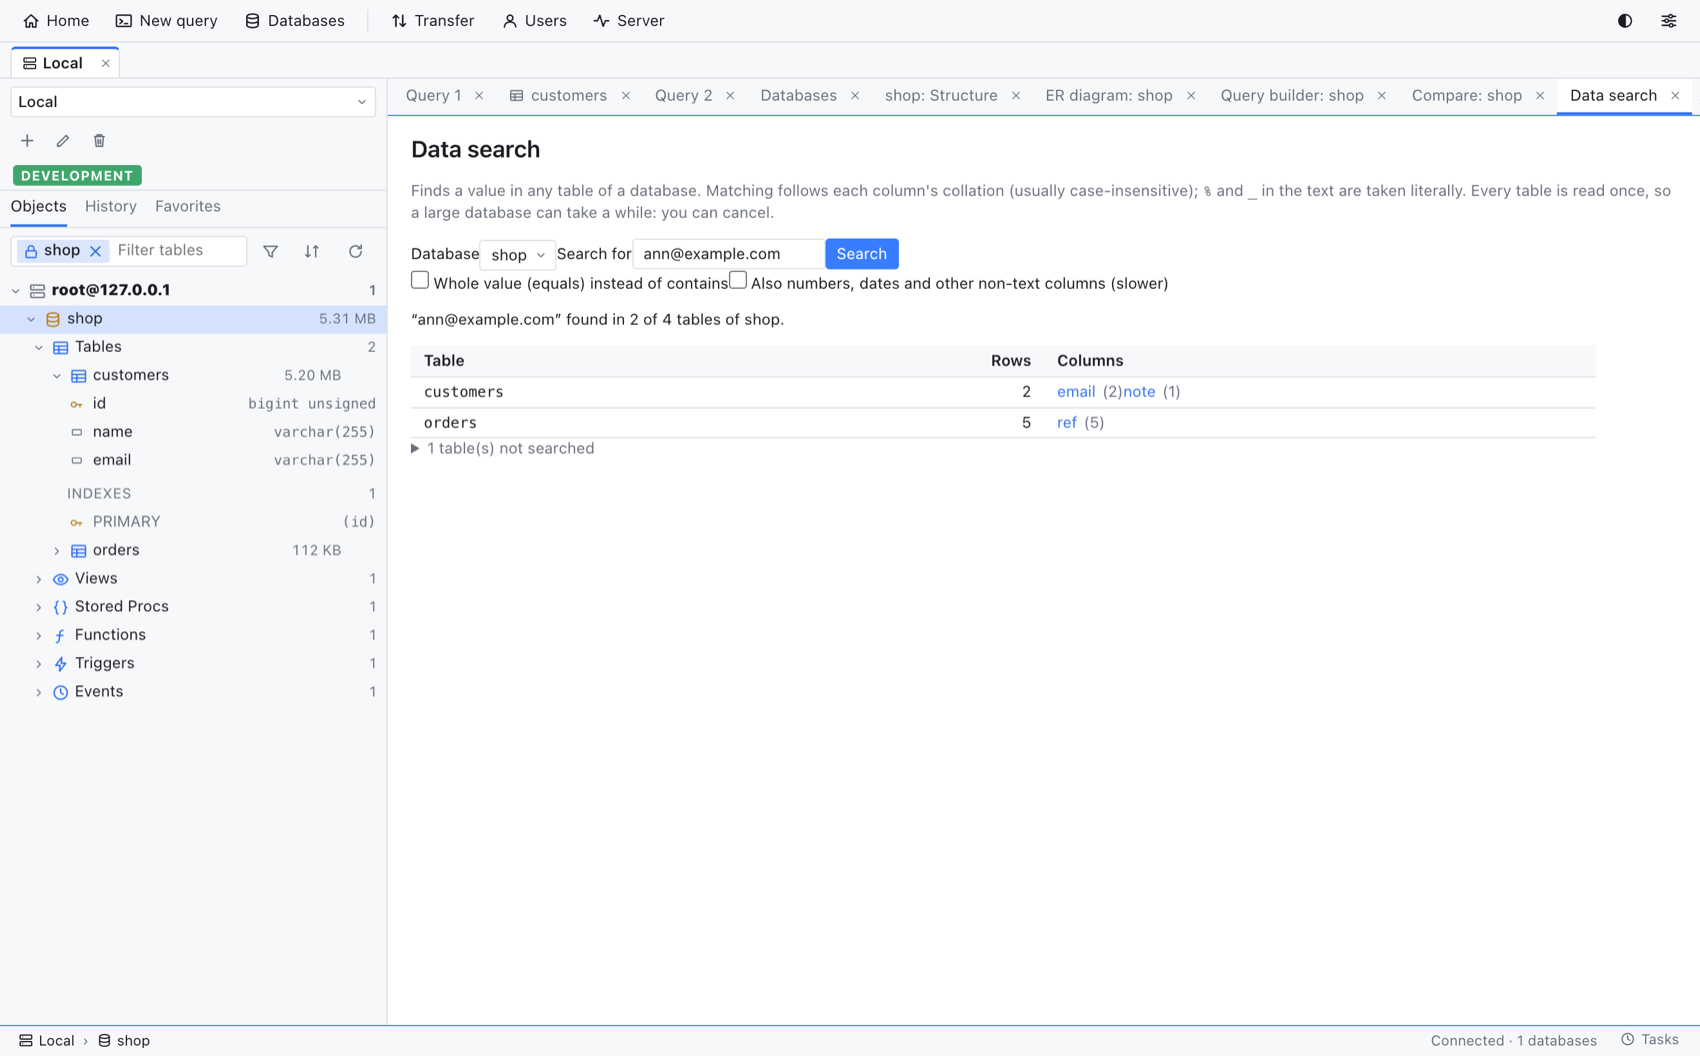 Home New query Databases Transfer Users Server
Local
Local
DEVELOPMENT
Objects History Favorites
shop Filter tables
root@127.0.0.1 1
shop 5.31 MB
Tables 2
customers 5.20 MB
id bigint unsigned
name varchar(255)
email varchar(255)
INDEXES 1
PRIMARY (id)
orders 112 KB
Views 1
Stored Procs 1
Functions 1
Triggers 1
Events 1
Query 1 customers Query 2 Databases shop: Structure ER diagram: shop Query builder: shop Compare: shop Data search
Data search
Finds a value in any table of a database. Matching follows each column's collation (usually case-insensitive); % and _ in the text are taken literally. Every table is read once, so
a large database can take a while: you can cancel.
Database shop Search for ann@example.com Search
Whole value (equals) instead of contains Also numbers, dates and other non-text columns (slower)
“ann@example.com” found in 2 of 4 tables of shop.
Table Rows Columns
customers 2 email (2)note (1)
orders 5 ref (5)
1 table(s) not searched
Local › shop
Connected · 1 databases Tasks